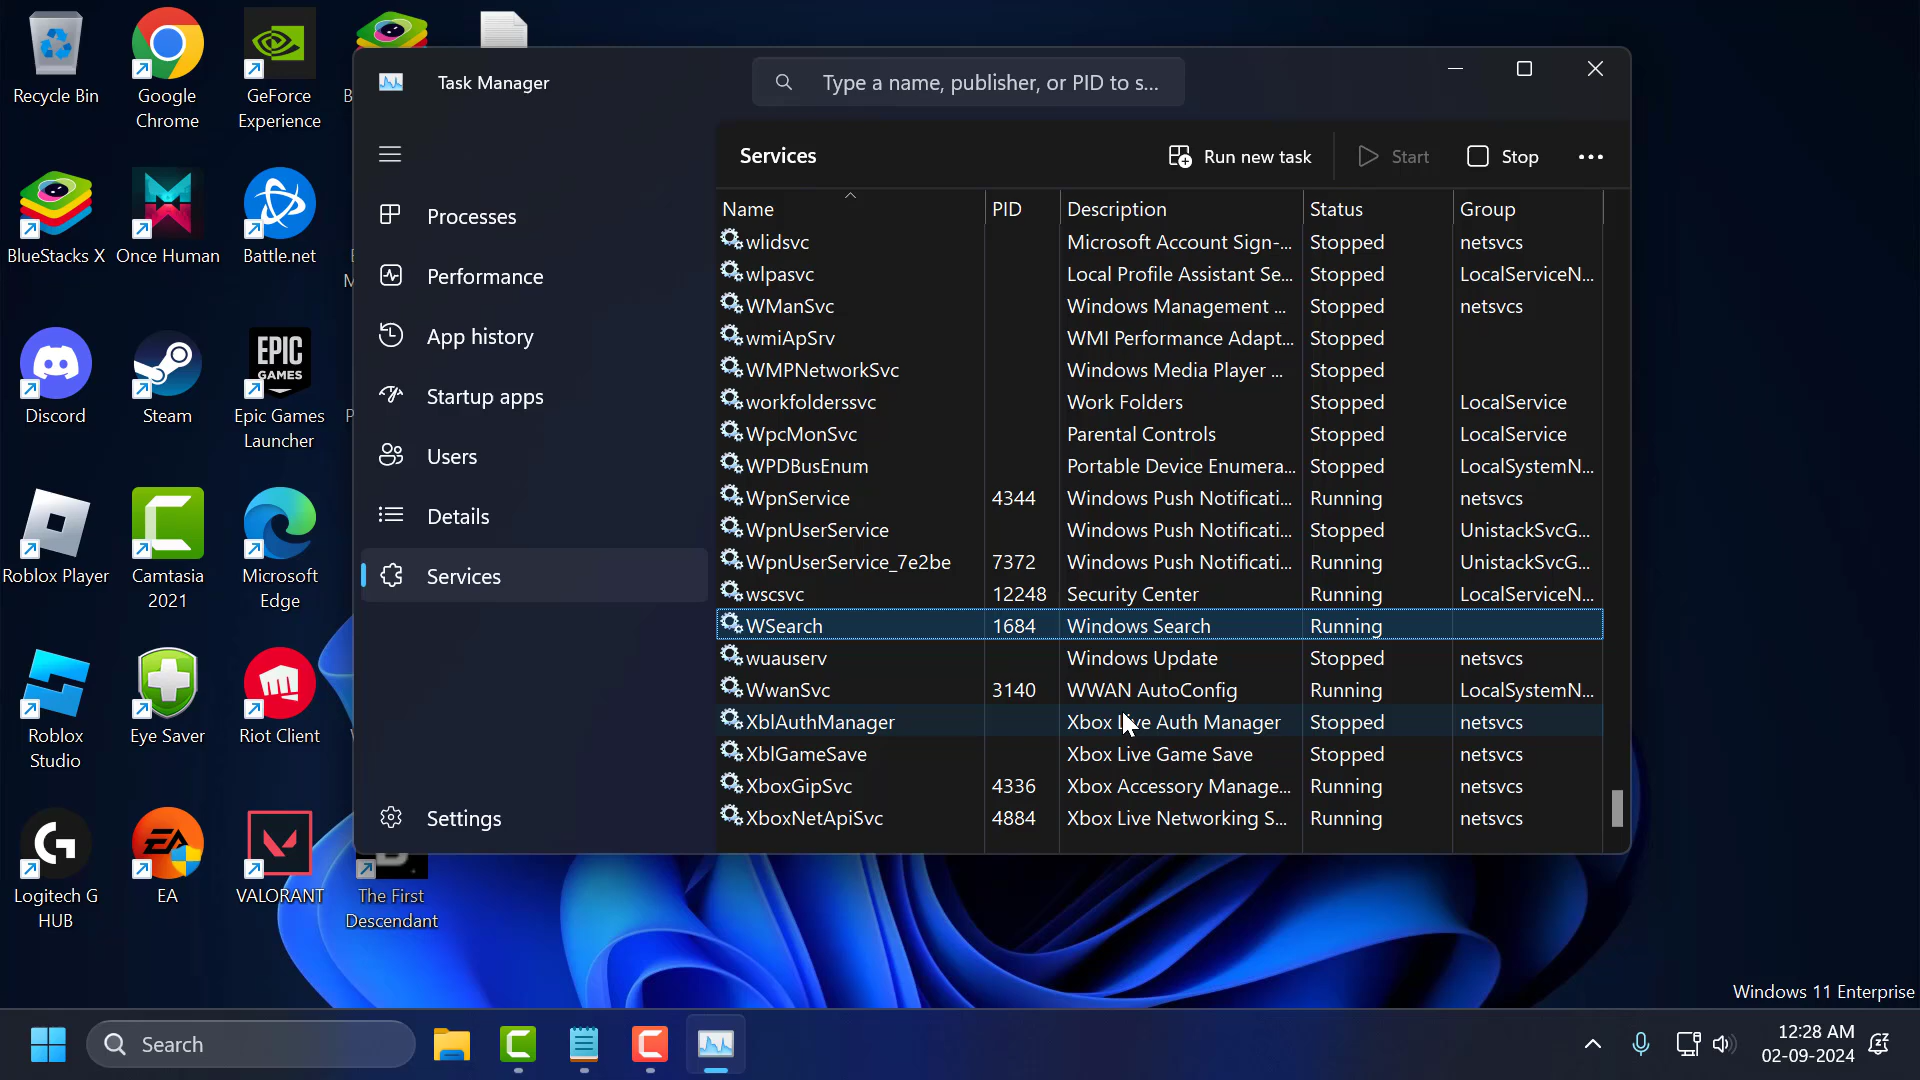 Recycle Bin
Google
Chrome
GeForce
Experience
BlueStacks X
Once Human
Battle.net
Discord
Steam
EPIC
GAMES
Epic Games
Launcher
Roblox Player
Camtasia
2021
Microsoft
Edge
Roblox
Studio
Eye Saver
Riot Client
Logitech G
HUB
EA
EA
VALORANT
The First
Descendant
Task Manager
Type a name, publisher, or PID to s...
Processes
Performance
App history
Startup apps
Users
Details
Services
Settings
Services Run new task Start Stop
Name PID Description Status Group
wlidsvc Microsoft Account Sign-... Stopped netsvcs
wlpasvc Local Profile Assistant Se... Stopped LocalServiceN...
WManSvc Windows Management ... Stopped netsvcs
wmiApSrv WMI Performance Adapt... Stopped
WMPNetworkSvc Windows Media Player ... Stopped
workfolderssvc Work Folders Stopped LocalService
WpcMonSvc Parental Controls Stopped LocalService
WPDBusEnum Portable Device Enumera... Stopped LocalSystemN...
WpnService 4344 Windows Push Notificati... Running netsvcs
WpnUserService Windows Push Notificati... Stopped UnistackSvcG...
WpnUserService_7e2be 7372 Windows Push Notificati... Running UnistackSvcG...
wscsvc 12248 Security Center Running LocalServiceN...
WSearch 1684 Windows Search Running
wuauserv Windows Update Stopped netsvcs
WwanSvc 3140 WWAN AutoConfig Running LocalSystemN...
XblAuthManager Xbox Live Auth Manager Stopped netsvcs
XblGameSave Xbox Live Game Save Stopped netsvcs
XboxGipSvc 4336 Xbox Accessory Manage... Running netsvcs
XboxNetApiSvc 4884 Xbox Live Networking S... Running netsvcs
Windows 11 Enterprise
Search
12:28 AM
02-09-2024